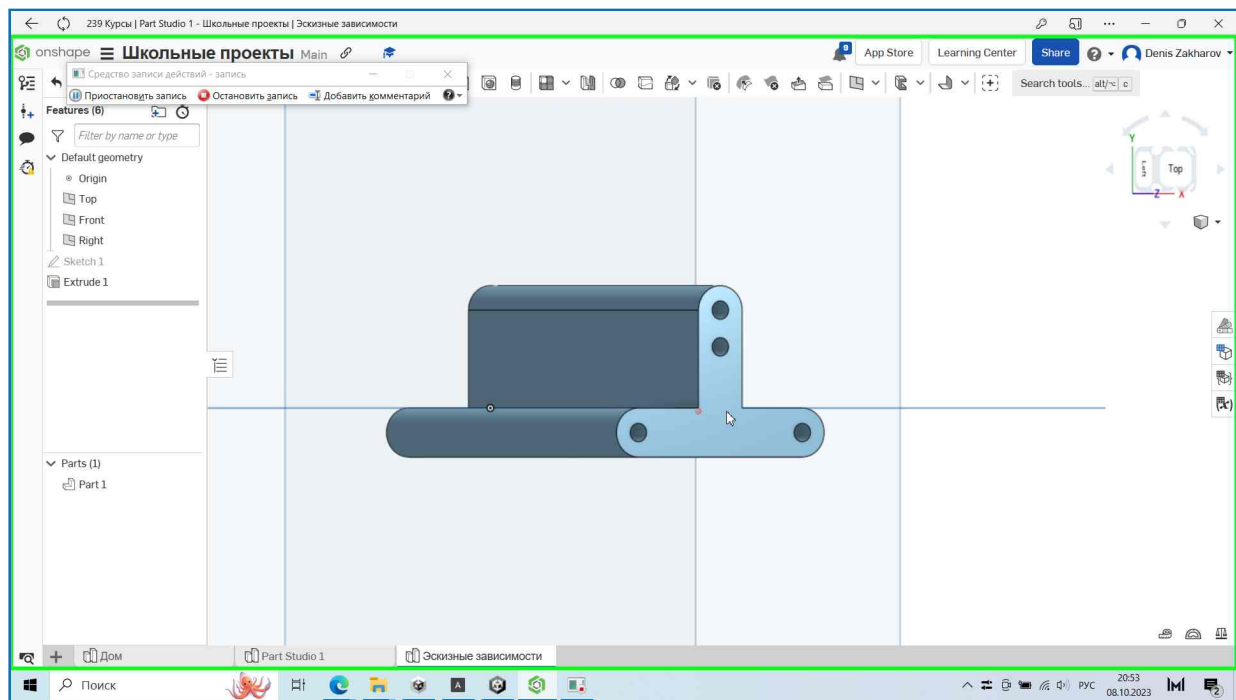 239 Курсы | Part Studio 1 - Школьные проекты | Эскизные зависимости
onshape Школьные проекты Main
9 App Store Learning Center Share Denis Zakharov
Средство записи действий - запись
Приостановить запись Остановить запись Добавить комментарий
Search tools... alt/⌥ c
Features (6)
Filter by name or type
Default geometry
Origin
Top
Front
Right
Sketch 1
Extrude 1
Y
Left
Top
Z
X
Parts (1)
Part 1
Дом
Part Studio 1
Эскизные зависимости
Поиск
РУС
20:53
08.10.2023
2